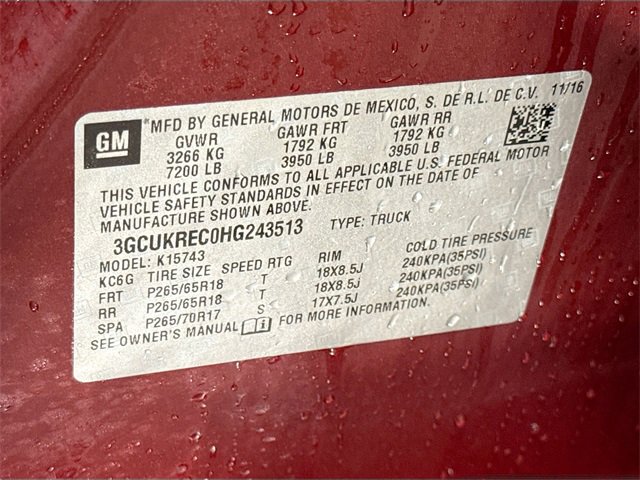 GM
*MFD BY GENERAL MOTORS DE MEXICO, S. DE R.L. DE C.V. 11/16
GVWR GAWR FRT GAWR RR
3266 KG 1792 KG 1792 KG
7200 LB 3950 LB 3950 LB
THIS VEHICLE CONFORMS TO ALL APPLICABLE U.S. FEDERAL MOTOR
VEHICLE SAFETY STANDARDS IN EFFECT ON THE DATE OF
MANUFACTURE SHOWN ABOVE.
3GCUKREC0HG243513 TYPE: TRUCK
MODEL: K15743
KC6G TIRE SIZE SPEED RTG RIM COLD TIRE PRESSURE
FRT P265/65R18 T 18X8.5J 240KPA(35PSI)
RR P265/65R18 T 18X8.5J 240KPA(35PSI)
SPA P265/70R17 S 17X7.5J 240KPA(35PSI)
SEE OWNER'S MANUAL FOR MORE INFORMATION.